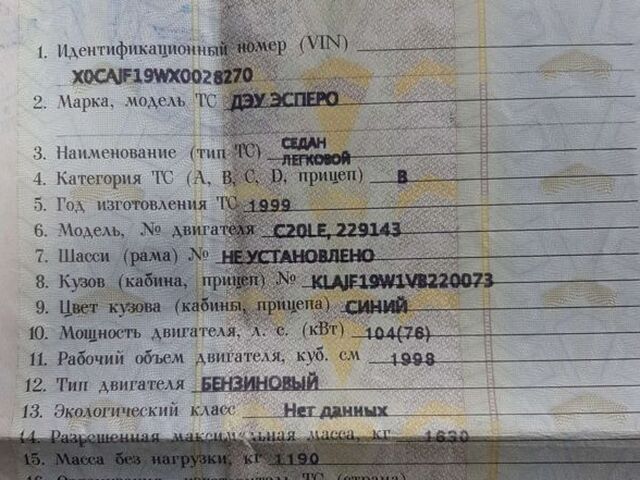 1. Идентификационный номер (VIN)
X0CAJF19WX0028270
2. Марка, модель ТС ДЭУ ЭСПЕРО
СЕДАН
3. Наименование (тип ТС) ЛЕГКОВОЙ
4. Категория ТС (A, B, C, D, прицеп) B
5. Год изготовления ТС 1999
6. Модель, № двигателя C20LE, 229143
7. Шасси (рама) № НЕ УСТАНОВЛЕНО
8. Кузов (кабина, прицеп) № KLAJF19W1VB220073
9. Цвет кузова (кабины, прицепа) СИНИЙ
10. Мощность двигателя, л. с. (кВт) 104(76)
11. Рабочий объем двигателя, куб. см 1998
12. Тип двигателя БЕНЗИНОВЫЙ
13. Экологический класс Нет данных
14. Разрешенная максимальная масса, кг 1630
15. Масса без нагрузки, кг 1190